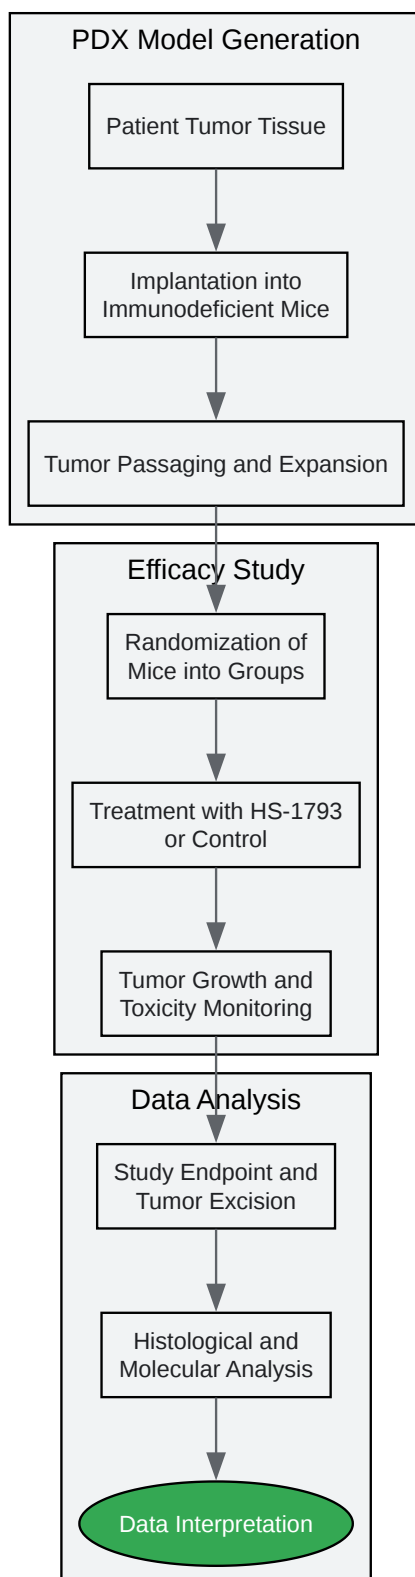 PDX Model Generation
Patient Tumor Tissue
Implantation into
Immunodeficient Mice
Tumor Passaging and Expansion
Efficacy Study
Randomization of
Mice into Groups
Treatment with HS-1793
or Control
Tumor Growth and
Toxicity Monitoring
Data Analysis
Study Endpoint and
Tumor Excision
Histological and
Molecular Analysis
Data Interpretation